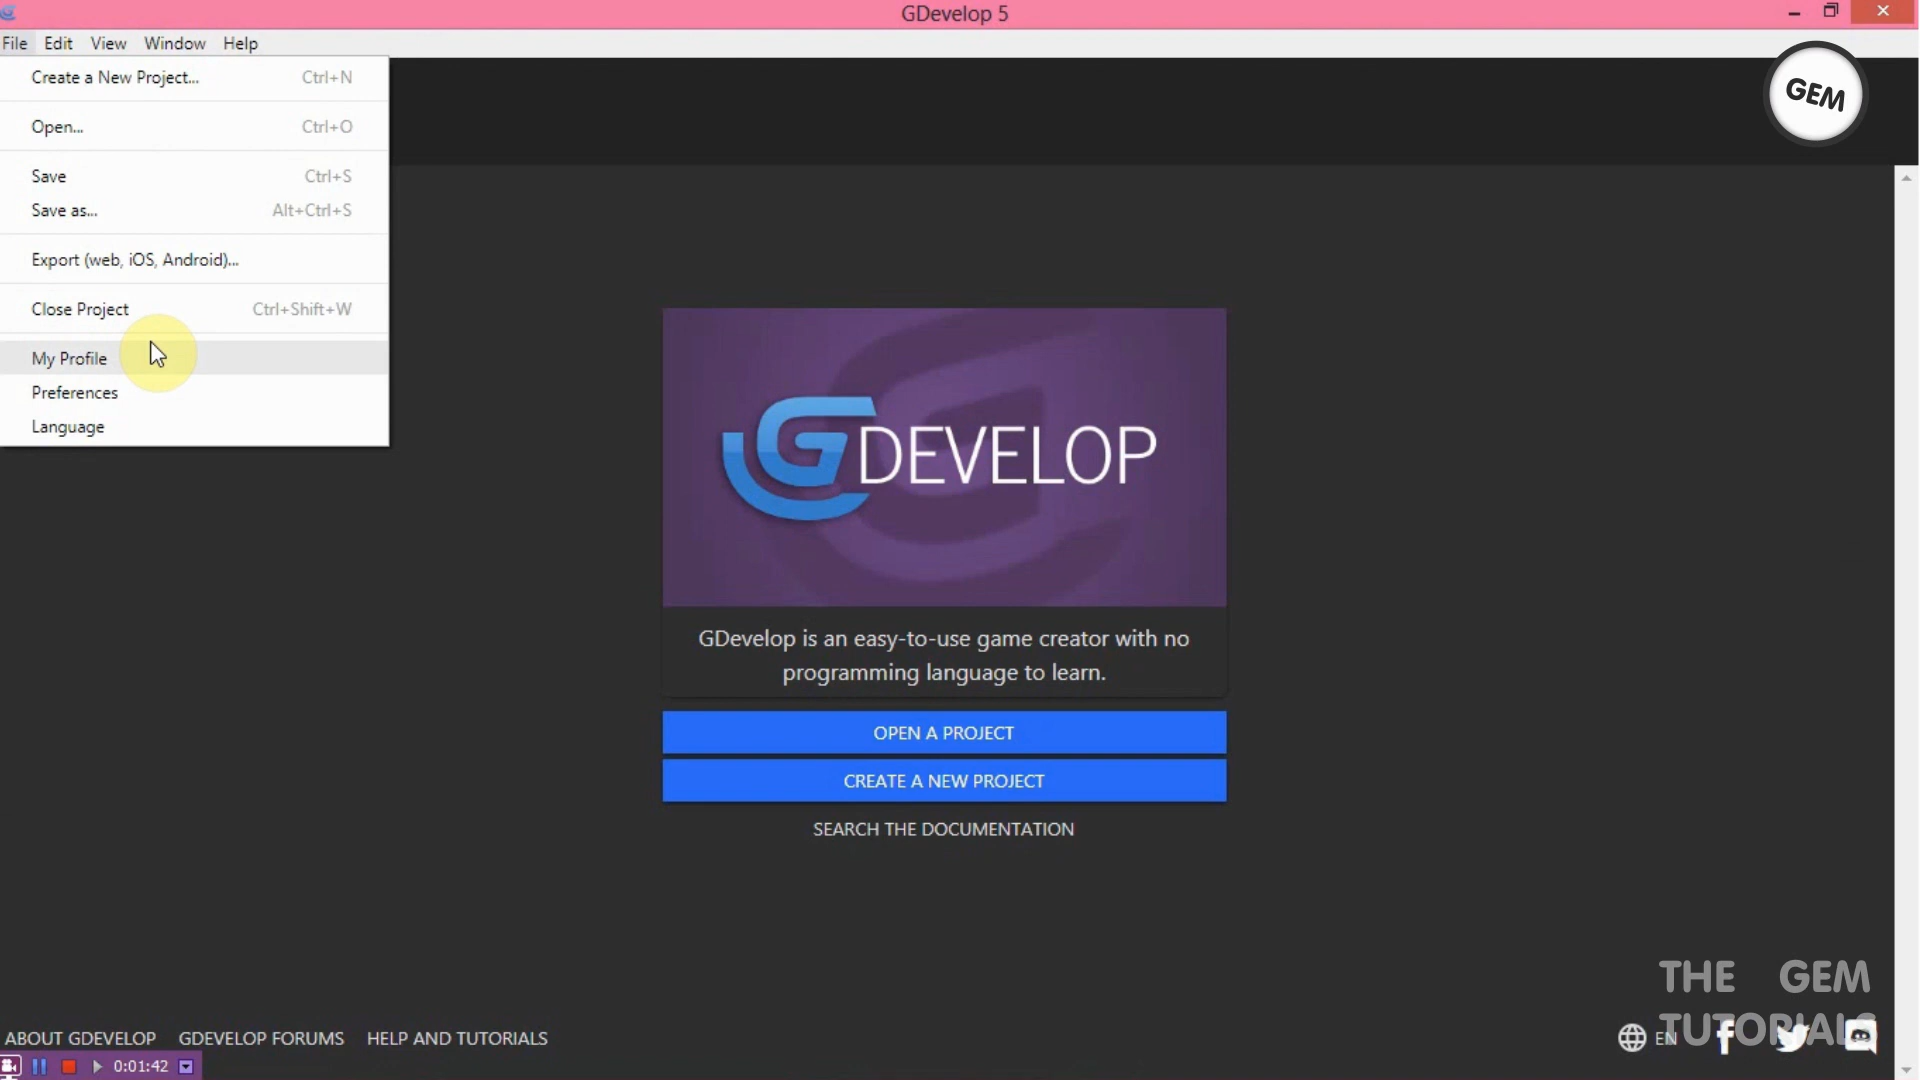 GDevelop 5
File Edit View Window Help
Create a New Project... Ctrl+N
Open... Ctrl+O
Save Ctrl+S
Save as... Alt+Ctrl+S
Export (web, iOS, Android)...
Close Project Ctrl+Shift+W
My Profile
Preferences
Language
GEM
GDEVELOP
GDevelop is an easy-to-use game creator with no
programming language to learn.
OPEN A PROJECT
CREATE A NEW PROJECT
SEARCH THE DOCUMENTATION
THE GEM
TUTORIALS
ABOUT GDEVELOP GDEVELOP FORUMS HELP AND TUTORIALS
EN
0:01:42